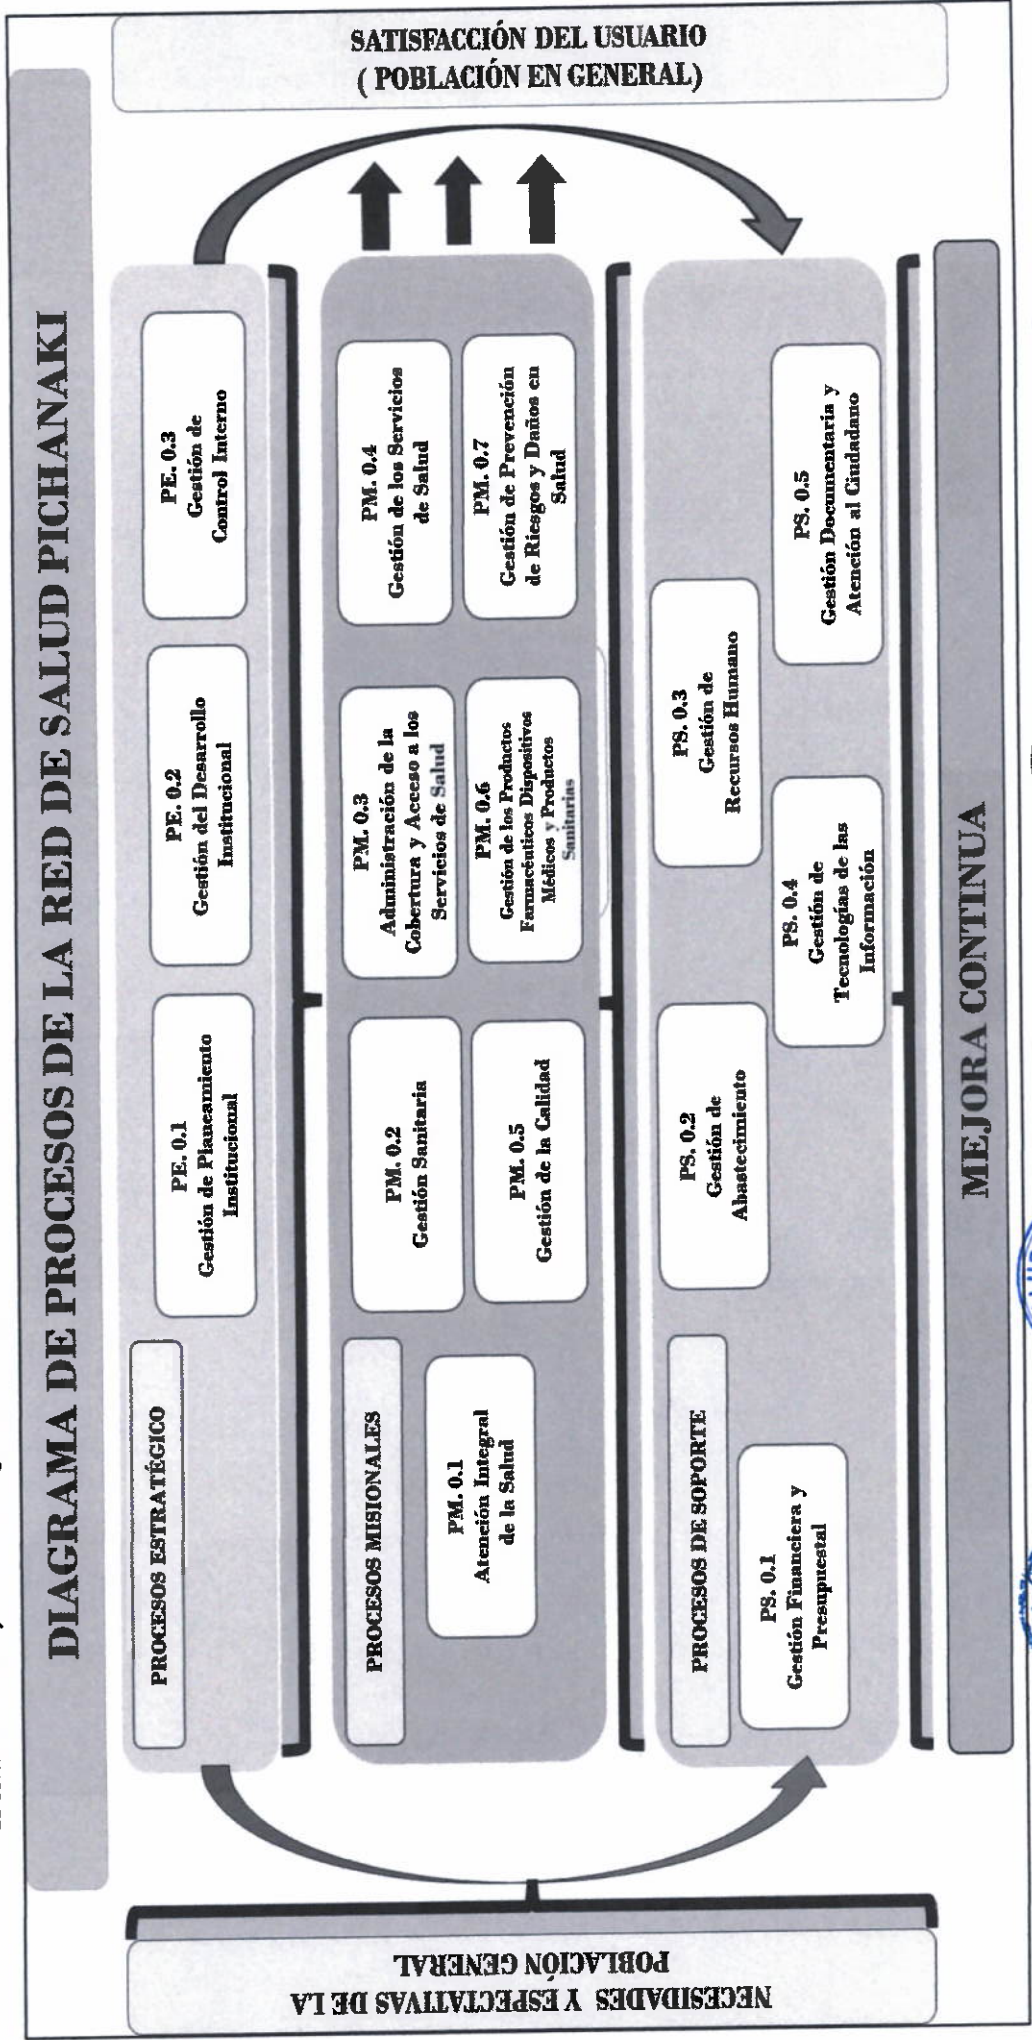 DIAGRAMA DE PROCESOS DE LA RED DE SALUD PICHANAKI
NECESIDADES Y ESPECTATIVAS DE LA
POBLACIÓN GENERAL
PROCESOS ESTRATÉGICO
PE. 0.1
Gestión de Planeamiento
Institucional
PE. 0.2
Gestión del Desarrollo
Institucional
PE. 0.3
Gestión de
Control Interno
PROCESOS MISIONALES
PM. 0.1
Atención Integral
de la Salud
PM. 0.2
Gestión Sanitaria
PM. 0.3
Administración de la
Cobertura y Acceso a los
Servicios de Salud
PM. 0.4
Gestión de los Servicios
de Salud
PM. 0.5
Gestión de la Calidad
PM. 0.6
Gestión de los Productos
Farmacéuticos Dispositivos
Médicos y Productos
Sanitarias
PM. 0.7
Gestión de Prevención
de Riesgos y Daños en
Salud
PROCESOS DE SOPORTE
PS. 0.1
Gestión Financiera y
Presupuestal
PS. 0.2
Gestión de
Abastecimiento
PS. 0.3
Gestión de
Recursos Humano
PS. 0.4
Gestión de
Tecnologías de las
Información
PS. 0.5
Gestión Documentaria y
Atención al Ciudadano
SATISFACCIÓN DEL USUARIO
( POBLACIÓN EN GENERAL)
MEJORA CONTINUA